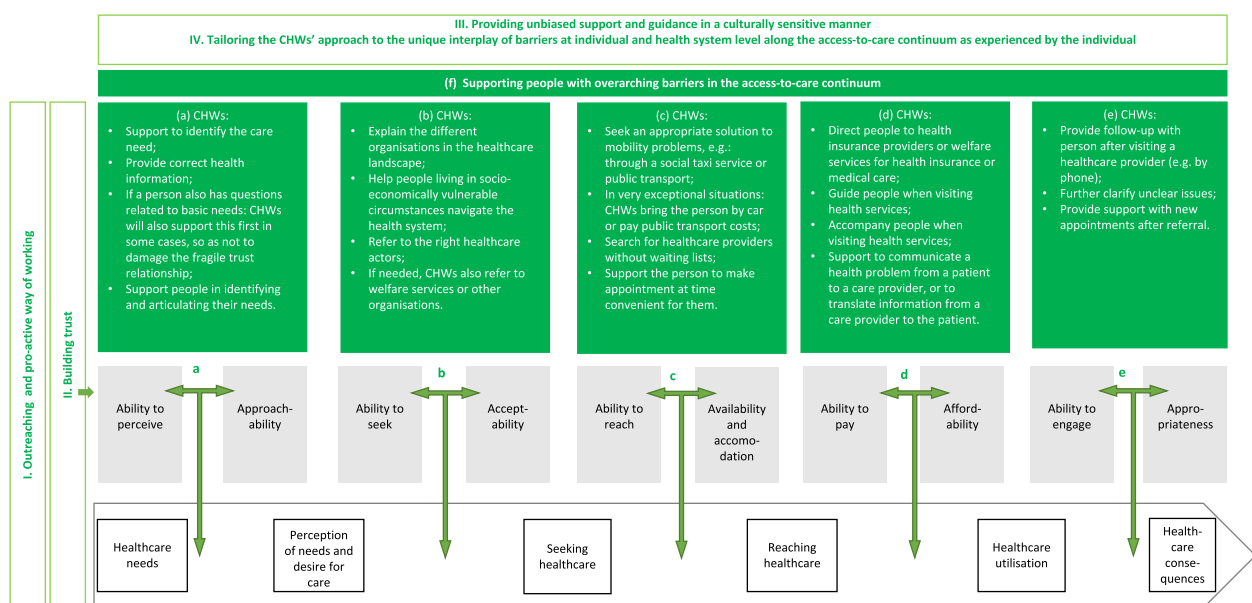 III. Providing unbiased support and guidance in a culturally sensitive manner
IV. Tailoring the CHWs’ approach to the unique interplay of barriers at individual and health system level along the access-to-care continuum as experienced by the individual
(f) Supporting people with overarching barriers in the access-to-care continuum
I. Outreaching and pro-active way of working
II. Building trust
(a) CHWs:
• Support to identify the care
need;
• Provide correct health
information;
• If a person also has questions
related to basic needs: CHWs
will also support this first in
some cases, so as not to
damage the fragile trust
relationship;
• Support people in identifying
and articulating their needs.
(b) CHWs:
• Explain the different
organisations in the healthcare
landscape;
• Help people living in socio-
economically vulnerable
circumstances navigate the
health system;
• Refer to the right healthcare
actors;
• If needed, CHWs also refer to
welfare services or other
organisations.
(c) CHWs:
• Seek an appropriate solution to
mobility problems, e.g.:
through a social taxi service or
public transport;
• In very exceptional situations:
CHWs bring the person by car
or pay public transport costs;
• Search for healthcare providers
without waiting lists;
• Support the person to make
appointment at time
convenient for them.
(d) CHWs:
• Direct people to health
insurance providers or welfare
services for health insurance or
medical care;
• Guide people when visiting
health services;
• Accompany people when
visiting health services;
• Support to communicate a
health problem from a patient
to a care provider, or to
translate information from a
care provider to the patient.
(e) CHWs:
• Provide follow-up with
person after visiting a
healthcare provider (e.g. by
phone);
• Further clarify unclear issues;
• Provide support with new
appointments after referral.
a
Ability to
perceive
Approach-
ability
b
Ability to
seek
Accept-
ability
c
Ability to
reach
Availability
and
accomo-
dation
d
Ability to
pay
Afford-
ability
e
Ability to
engage
Appro-
priateness
Healthcare
needs
Perception
of needs and
desire for
care
Seeking
healthcare
Reaching
healthcare
Healthcare
utilisation
Health-
care
conse-
quences